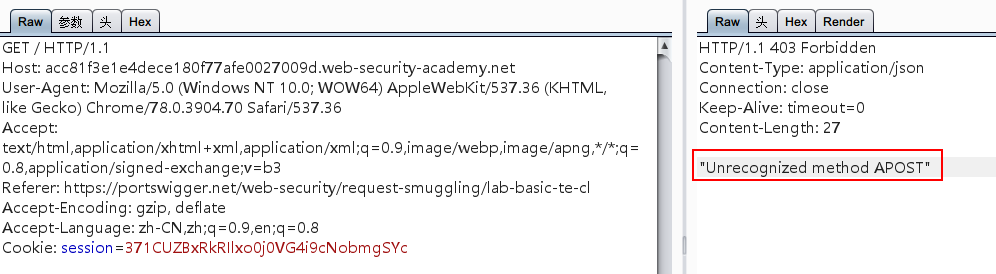 Raw 参数 头 Hex
GET / HTTP/1.1
Host: acc81f3e1e4dece180f77afe0027009d.web-security-academy.net
User-Agent: Mozilla/5.0 (Windows NT 10.0; WOW64) AppleWebKit/537.36 (KHTML,
like Gecko) Chrome/78.0.3904.70 Safari/537.36
Accept:
text/html,application/xhtml+xml,application/xml;q=0.9,image/webp,image/apng,*/*;q=
0.8,application/signed-exchange;v=b3
Referer: https://portswigger.net/web-security/request-smuggling/lab-basic-te-cl
Accept-Encoding: gzip, deflate
Accept-Language: zh-CN,zh;q=0.9,en;q=0.8
Cookie: session=371CUZBxRkRIlxo0j0VG4i9cNobmgSYc
Raw 头 Hex Render
HTTP/1.1 403 Forbidden
Content-Type: application/json
Connection: close
Keep-Alive: timeout=0
Content-Length: 27
"Unrecognized method APOST"